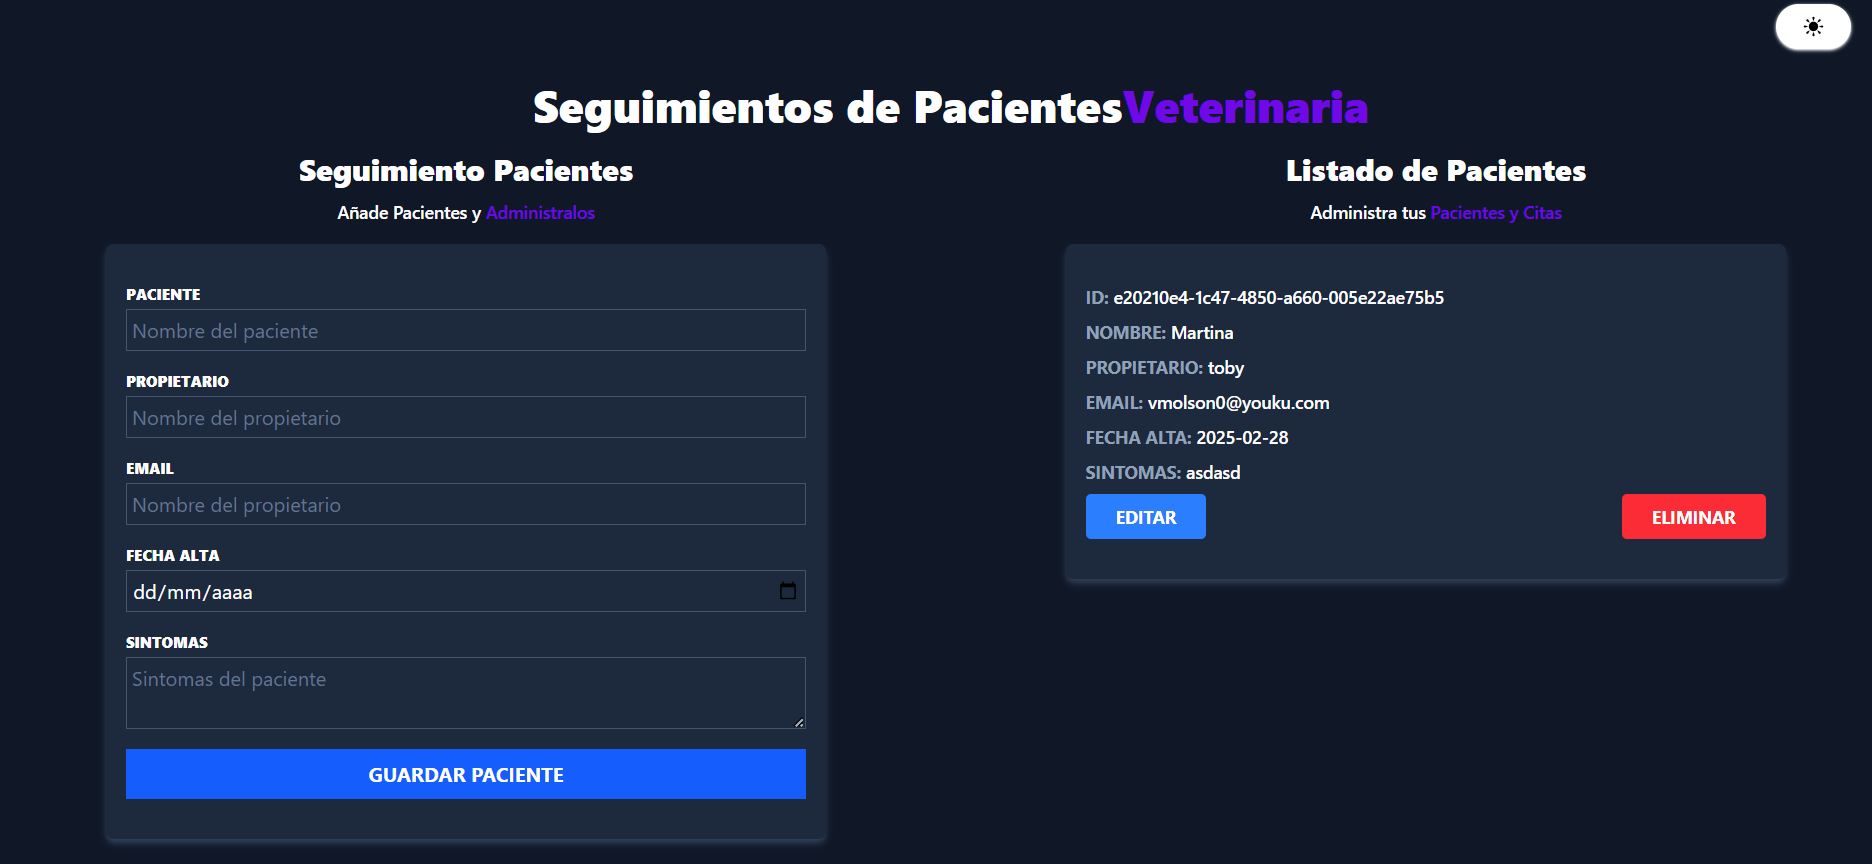 Seguimientos de PacientesVeterinaria
Seguimiento Pacientes
Añade Pacientes y Administralos
PACIENTE
Nombre del paciente
PROPIETARIO
Nombre del propietario
EMAIL
Nombre del propietario
FECHA ALTA
dd/mm/aaaa
SINTOMAS
Sintomas del paciente
GUARDAR PACIENTE
Listado de Pacientes
Administra tus Pacientes y Citas
ID: e20210e4-1c47-4850-a660-005e22ae75b5
NOMBRE: Martina
PROPIETARIO: toby
EMAIL: vmolson0@youku.com
FECHA ALTA: 2025-02-28
SINTOMAS: asdasd
EDITAR
ELIMINAR